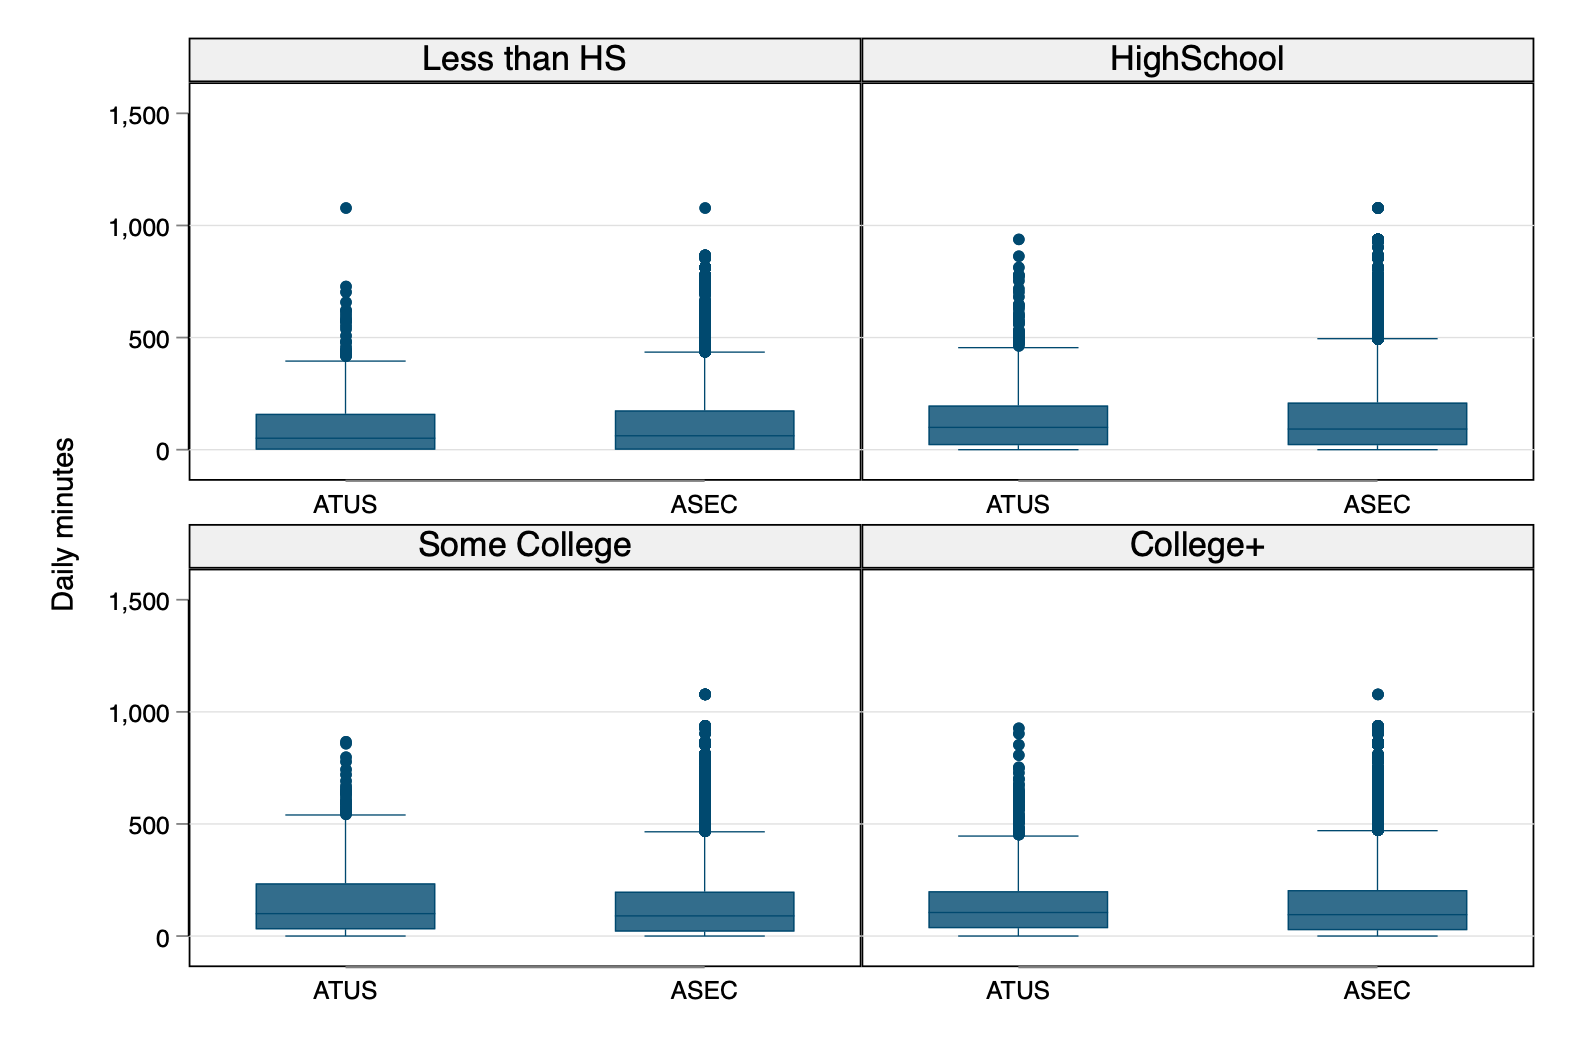 Less than HS
HighSchool
1,500
1,000
500
0
ATUS
ASEC
ATUS
ASEC
Daily minutes
Some College
College+
1,500
1,000
500
0
ATUS
ASEC
ATUS
ASEC